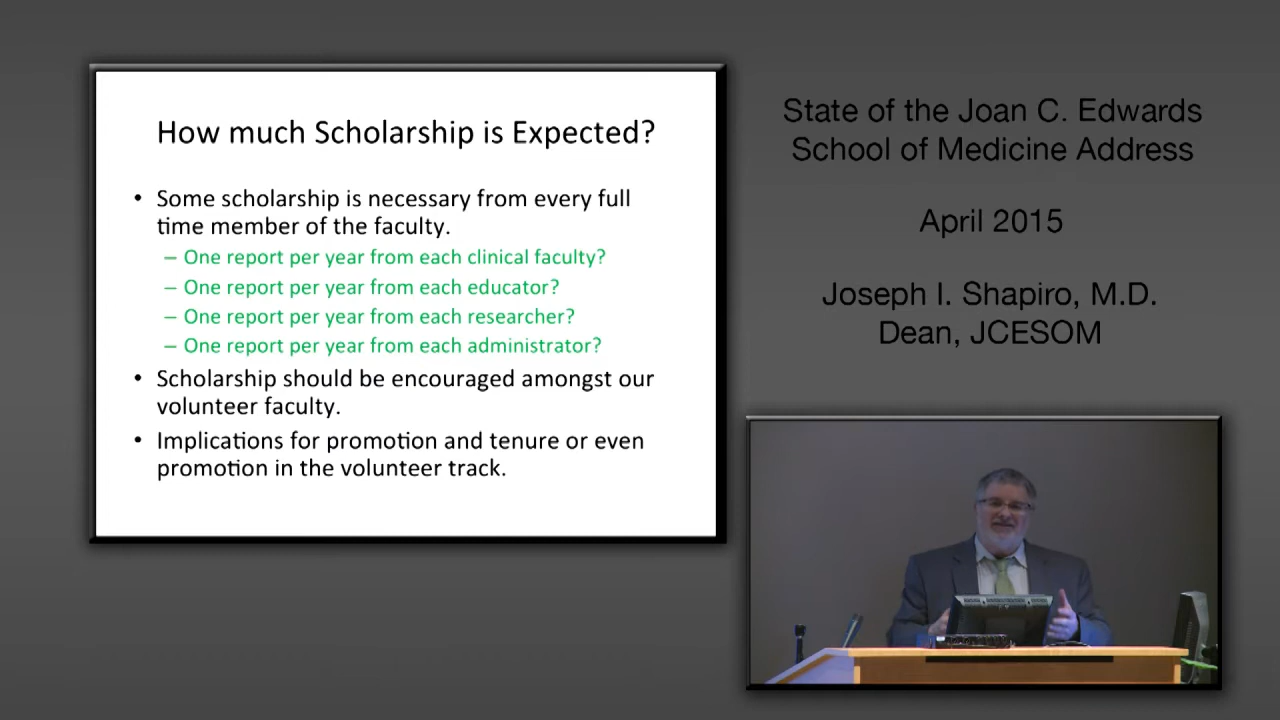 How much Scholarship is Expected?
• Some scholarship is necessary from every full
time member of the faculty.
– One report per year from each clinical faculty?
– One report per year from each educator?
– One report per year from each researcher?
– One report per year from each administrator?
• Scholarship should be encouraged amongst our
volunteer faculty.
• Implications for promotion and tenure or even
promotion in the volunteer track.
State of the Joan C. Edwards
School of Medicine Address
April 2015
Joseph I. Shapiro, M.D.
Dean, JCESOM